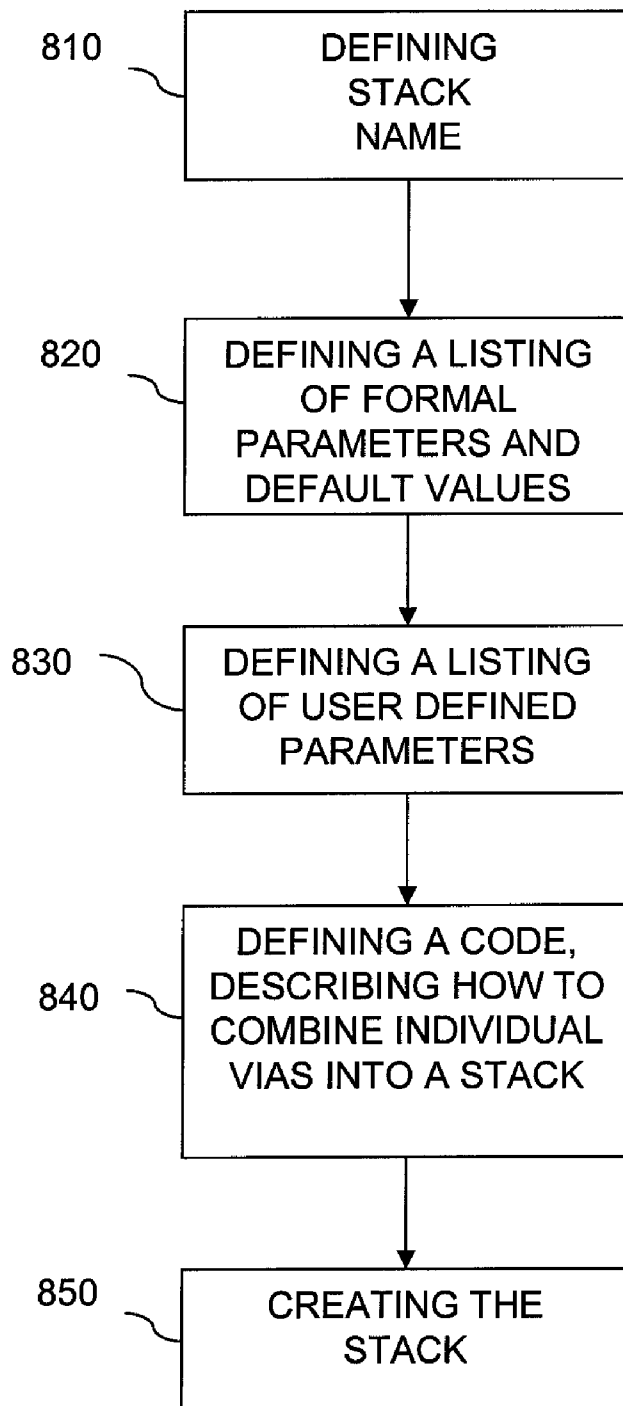 810
DEFINING
STACK
NAME
820
DEFINING A LISTING
OF FORMAL
PARAMETERS AND
DEFAULT VALUES
830
DEFINING A LISTING
OF USER DEFINED
PARAMETERS
840
DEFINING A CODE,
DESCRIBING HOW TO
COMBINE INDIVIDUAL
VIAS INTO A STACK
850
CREATING THE
STACK